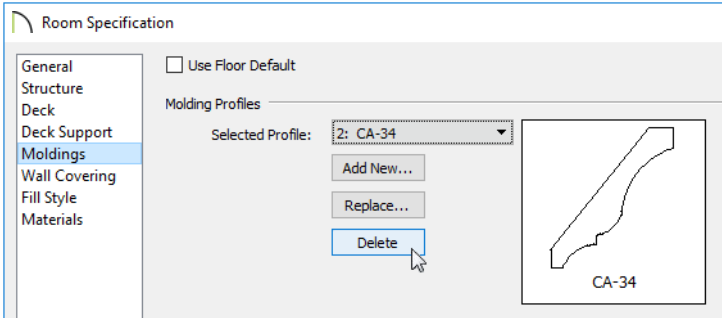 Room Specification
General
Structure
Deck
Deck Support
Moldings
Wall Covering
Fill Style
Materials
Use Floor Default
Molding Profiles
Selected Profile: 2: CA-34
Add New...
Replace...
Delete
CA-34